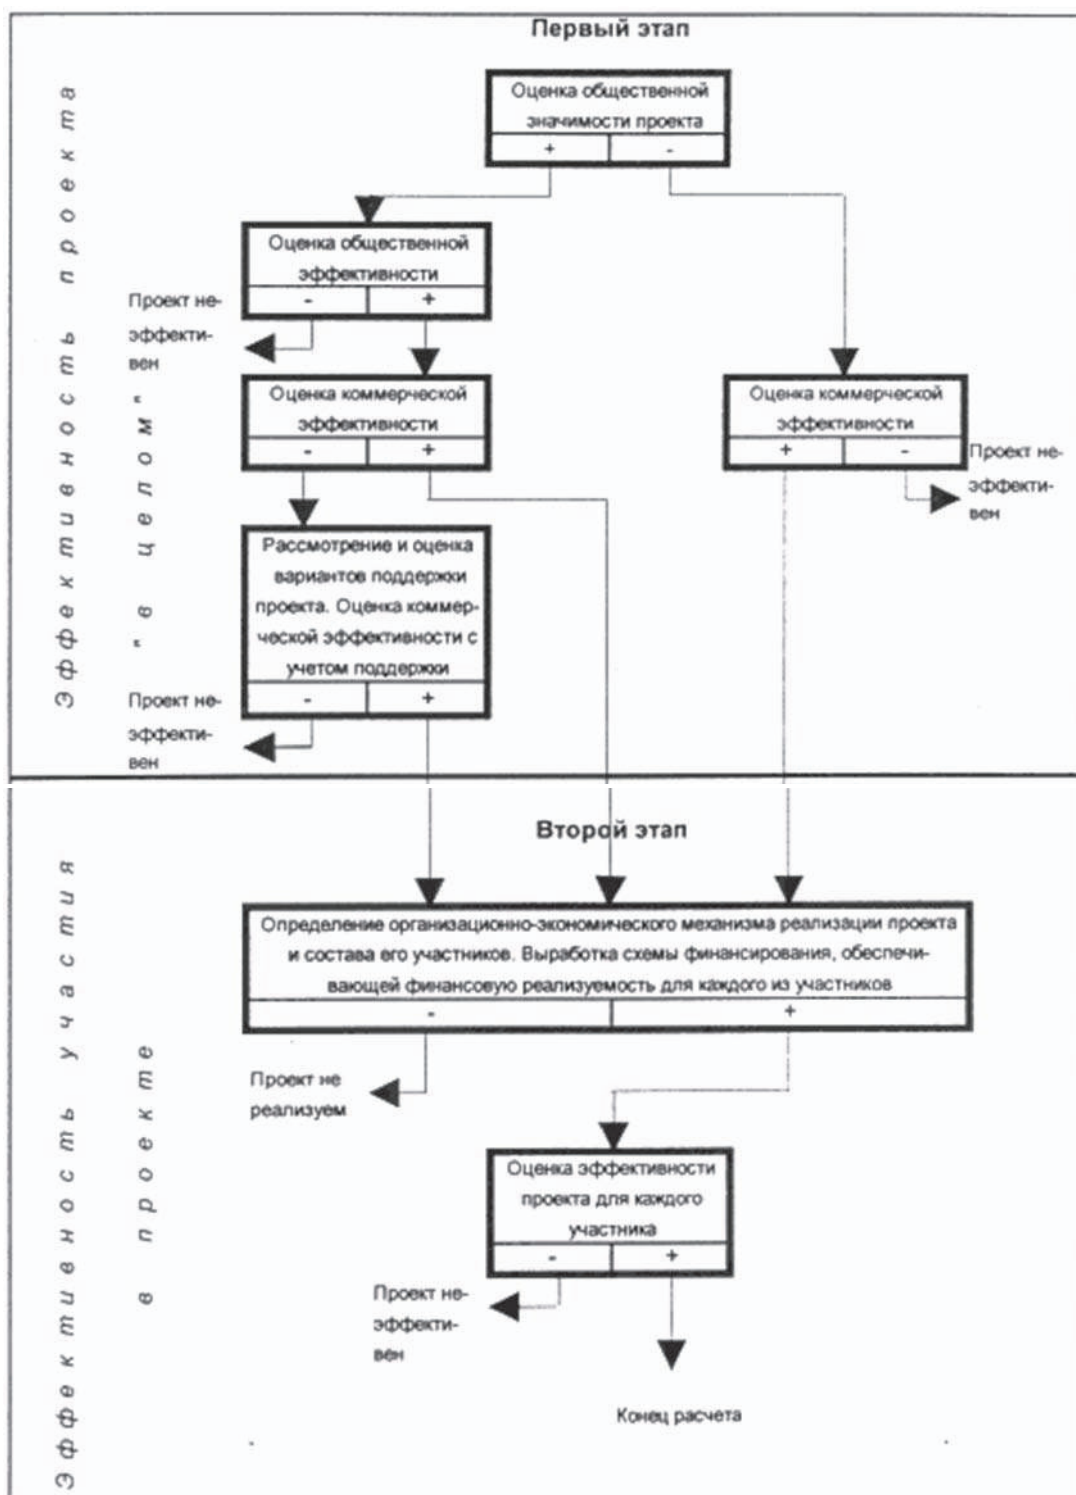 Первый этап
Эффективность проекта
"в целом"
Оценка общественной
значимости проекта
+ -
Оценка общественной
эффективности
- +
Проект не-
эффекти-
вен
Оценка коммерческой
эффективности
- +
Оценка коммерческой
эффективности
+ -
Проект не-
эффекти-
вен
Рассмотрение и оценка
вариантов поддержки
проекта. Оценка коммер-
ческой эффективности с
учетом поддержки
- +
Проект не-
эффекти-
вен
Второй этап
Эффективность участия
в проекте
Определение организационно-экономического механизма реализации проекта
и состава его участников. Выработка схемы финансирования, обеспечи-
вающей финансовую реализуемость для каждого из участников
- +
Проект не
реализуем
Оценка эффективности
проекта для каждого
участника
- +
Проект не-
эффекти-
вен
Конец расчета